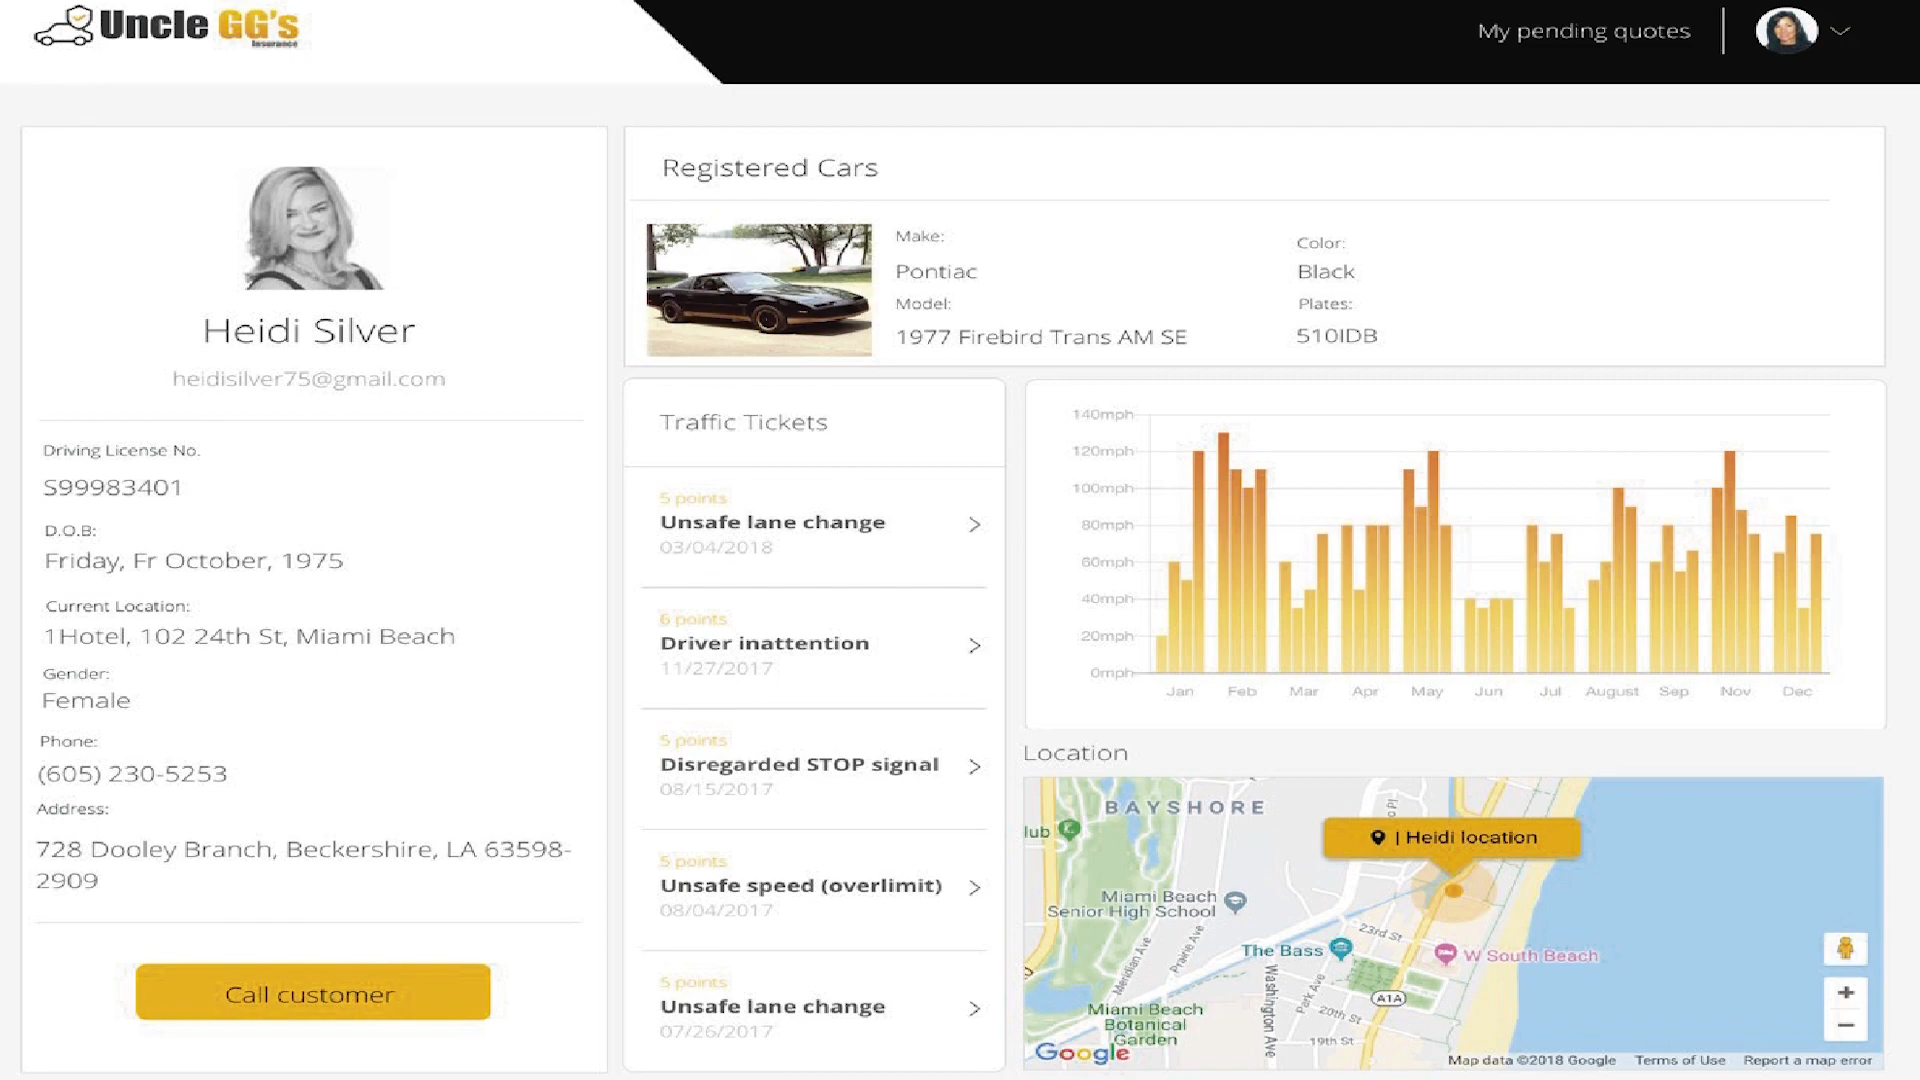 Uncle GG's
Insurance
My pending quotes
Heidi Silver
heidisilver75@gmail.com
Driving License No.
S99983401
D.O.B:
Friday, Fr October, 1975
Current Location:
1Hotel, 102 24th St, Miami Beach
Gender:
Female
Phone:
(605) 230-5253
Address:
728 Dooley Branch, Beckershire, LA 63598-
2909
Call customer
Registered Cars
Make:
Pontiac
Model:
1977 Firebird Trans AM SE
Color:
Black
Plates:
510IDB
Traffic Tickets
5 points
Unsafe lane change
03/04/2018
6 points
Driver inattention
11/27/2017
5 points
Disregarded STOP signal
08/15/2017
5 points
Unsafe speed (overlimit)
08/04/2017
5 points
Unsafe lane change
07/26/2017
140mph
120mph
100mph
80mph
60mph
40mph
20mph
0mph
Jan Feb Mar Apr May Jun Jul August Sep Nov Dec
Location
BAYSHORE
lub
o Pl
| Heidi location
Miami Beach
Senior High School
23rd St
The Bass
W South Beach
Meridian Ave
Prairie Ave
Washington Ave
Park Ave
A1A
20th St
19th St
Miami Beach
Botanical
Garden
Google
Map data ©2018 Google Terms of Use Report a map error